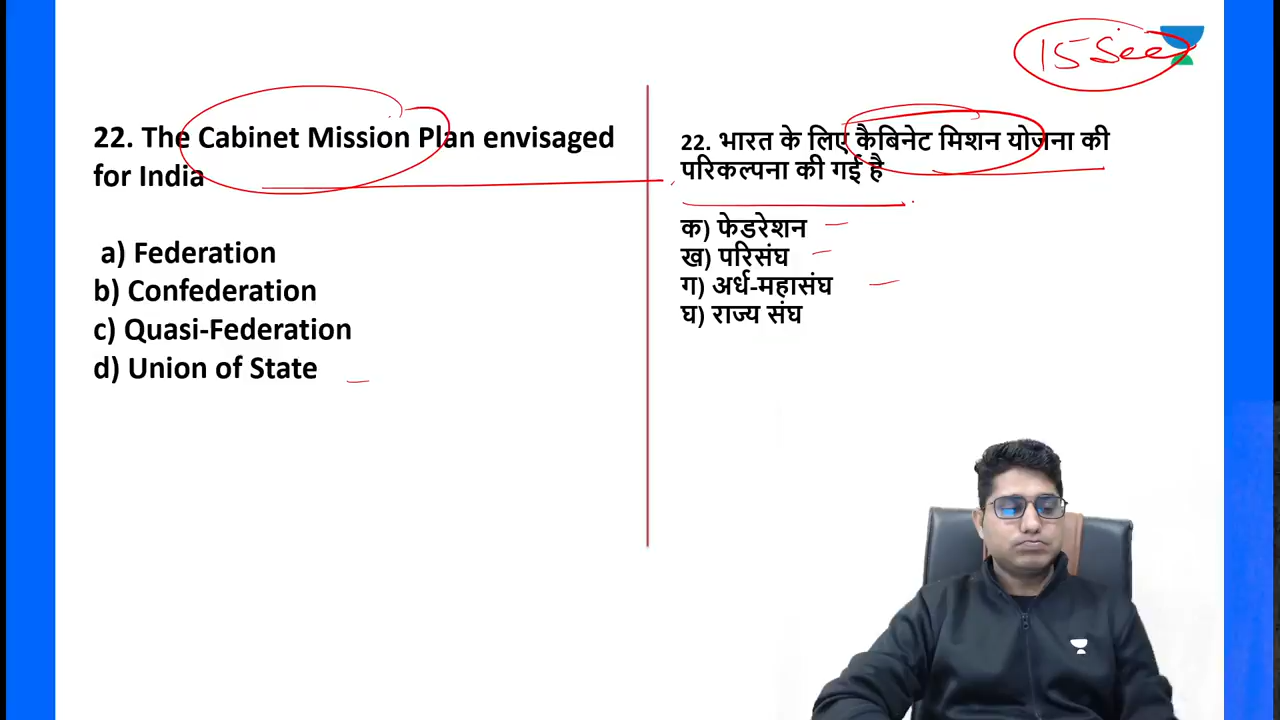 15 Sec
22. The Cabinet Mission Plan envisaged
for India
a) Federation
b) Confederation
c) Quasi-Federation
d) Union of State
22. भारत के लिए कैबिनेट मिशन योजना की
परिकल्पना की गई है
क) फेडरेशन
ख) परिसंघ
ग) अर्ध-महासंघ
घ) राज्य संघ